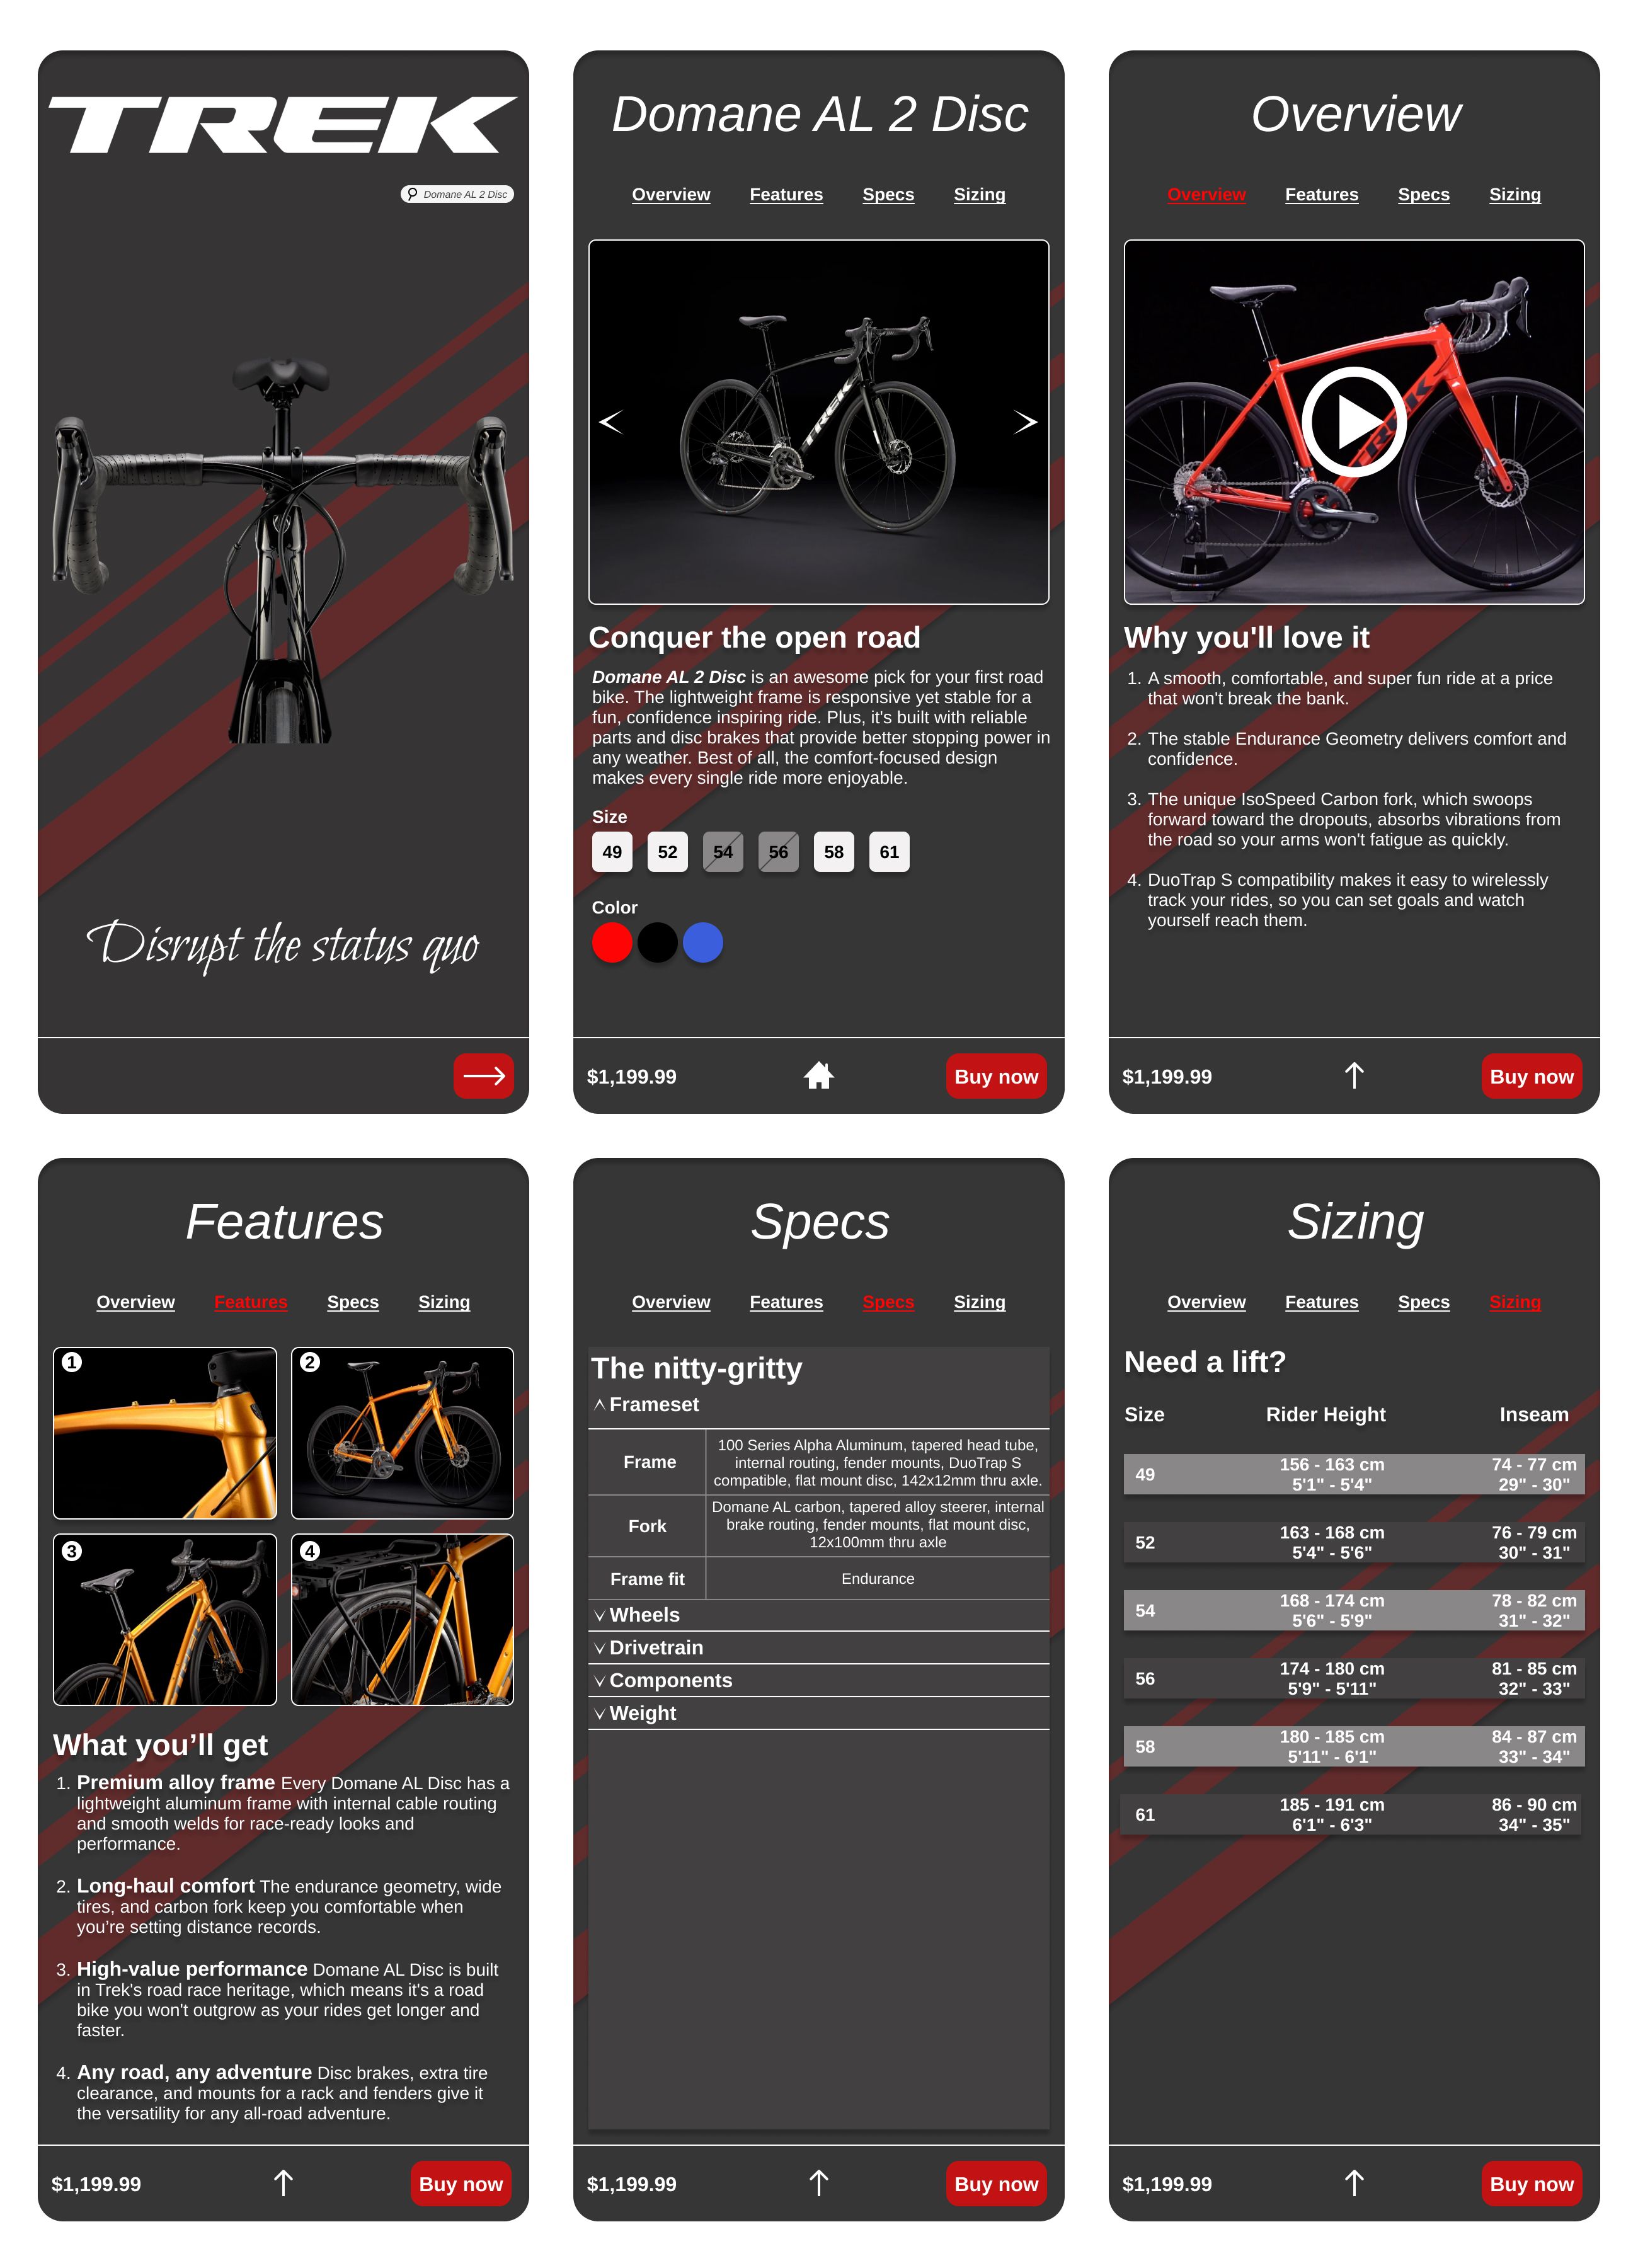 TREK
Domane AL 2 Disc
Disrupt the status quo
Domane AL 2 Disc
Overview Features Specs Sizing
TREK
Conquer the open road
Domane AL 2 Disc is an awesome pick for your first road
bike. The lightweight frame is responsive yet stable for a
fun, confidence inspiring ride. Plus, it's built with reliable
parts and disc brakes that provide better stopping power in
any weather. Best of all, the comfort-focused design
makes every single ride more enjoyable.
Size
49 52 54 56 58 61
Color
$1,199.99 Buy now
Overview
Overview Features Specs Sizing
Why you'll love it
1. A smooth, comfortable, and super fun ride at a price
that won't break the bank.
2. The stable Endurance Geometry delivers comfort and
confidence.
3. The unique IsoSpeed Carbon fork, which swoops
forward toward the dropouts, absorbs vibrations from
the road so your arms won't fatigue as quickly.
4. DuoTrap S compatibility makes it easy to wirelessly
track your rides, so you can set goals and watch
yourself reach them.
$1,199.99 Buy now
Features
Overview Features Specs Sizing
1 2
TREK
3 4
What you’ll get
1. Premium alloy frame Every Domane AL Disc has a
lightweight aluminum frame with internal cable routing
and smooth welds for race-ready looks and
performance.
2. Long-haul comfort The endurance geometry, wide
tires, and carbon fork keep you comfortable when
you’re setting distance records.
3. High-value performance Domane AL Disc is built
in Trek's road race heritage, which means it's a road
bike you won't outgrow as your rides get longer and
faster.
4. Any road, any adventure Disc brakes, extra tire
clearance, and mounts for a rack and fenders give it
the versatility for any all-road adventure.
$1,199.99 Buy now
Specs
Overview Features Specs Sizing
The nitty-gritty
Frameset
Frame
100 Series Alpha Aluminum, tapered head tube,
internal routing, fender mounts, DuoTrap S
compatible, flat mount disc, 142x12mm thru axle.
Fork
Domane AL carbon, tapered alloy steerer, internal
brake routing, fender mounts, flat mount disc,
12x100mm thru axle
Frame fit Endurance
Wheels
Drivetrain
Components
Weight
$1,199.99 Buy now
Sizing
Overview Features Specs Sizing
Need a lift?
Size Rider Height Inseam
49 156 - 163 cm 74 - 77 cm
5'1" - 5'4" 29" - 30"
52 163 - 168 cm 76 - 79 cm
5'4" - 5'6" 30" - 31"
54 168 - 174 cm 78 - 82 cm
5'6" - 5'9" 31" - 32"
56 174 - 180 cm 81 - 85 cm
5'9" - 5'11" 32" - 33"
58 180 - 185 cm 84 - 87 cm
5'11" - 6'1" 33" - 34"
61 185 - 191 cm 86 - 90 cm
6'1" - 6'3" 34" - 35"
$1,199.99 Buy now